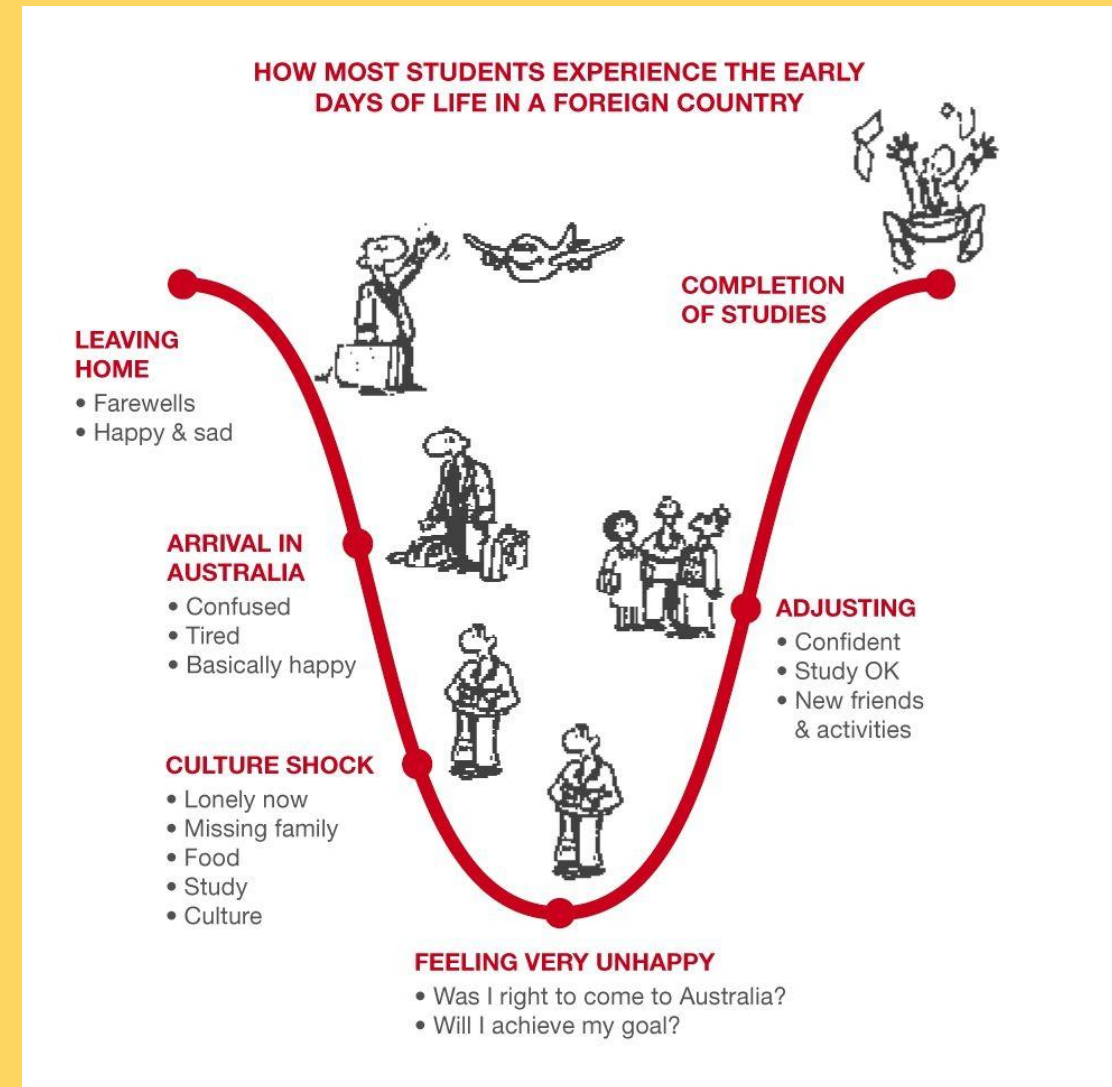 HOW MOST STUDENTS EXPERIENCE THE EARLY
DAYS OF LIFE IN A FOREIGN COUNTRY
LEAVING
HOME
• Farewells
• Happy & sad
ARRIVAL IN
AUSTRALIA
• Confused
• Tired
• Basically happy
CULTURE SHOCK
• Lonely now
• Missing family
• Food
• Study
• Culture
FEELING VERY UNHAPPY
• Was I right to come to Australia?
• Will I achieve my goal?
ADJUSTING
• Confident
• Study OK
• New friends
& activities
COMPLETION
OF STUDIES